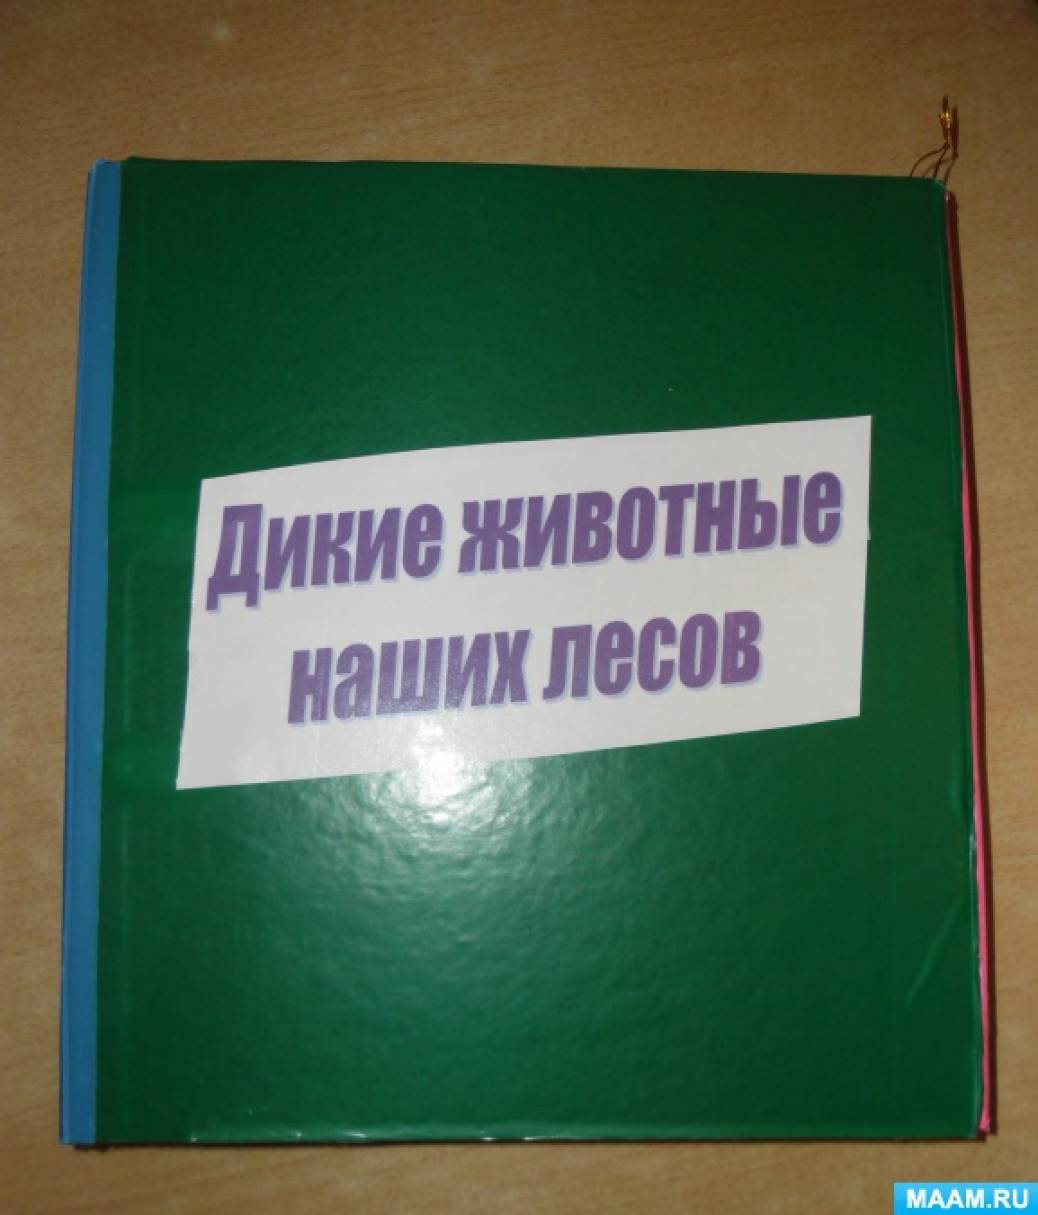 Дикие животные
наших лесов
MAAM.RU